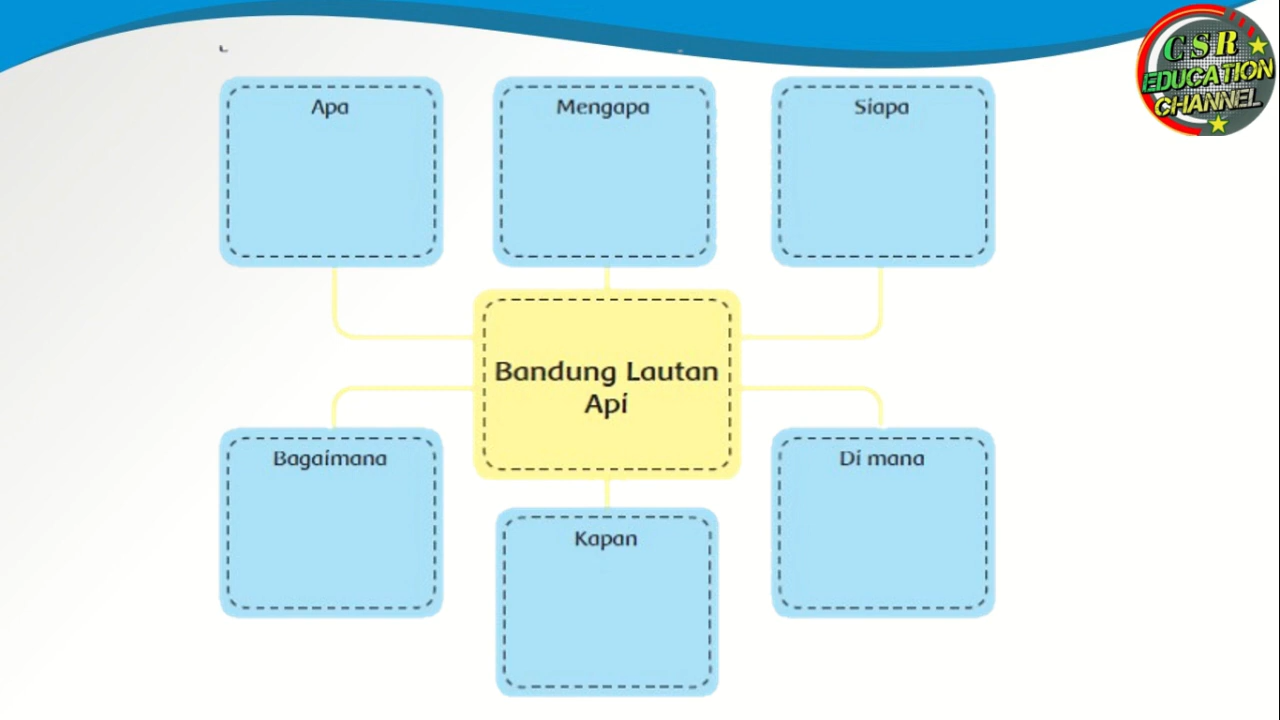 CSR
EDUCATION
CHANNEL
Apa
Mengapa
Siapa
Bandung Lautan
Api
Bagaimana
Di mana
Kapan